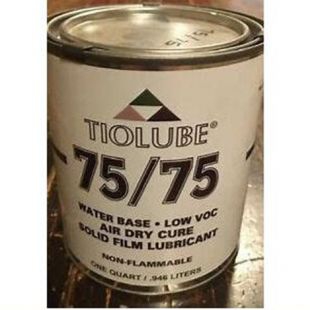 TIOLUBE®
75/75
WATER BASE • LOW VOC
AIR DRY CURE
SOLID FILM LUBRICANT
NON-FLAMMABLE
ONE QUART / .946 LITERS